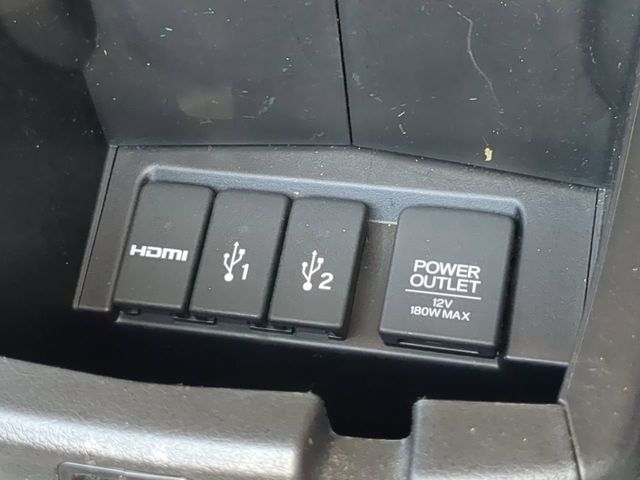 HDMI
1
2
POWER
OUTLET
12V
180W MAX